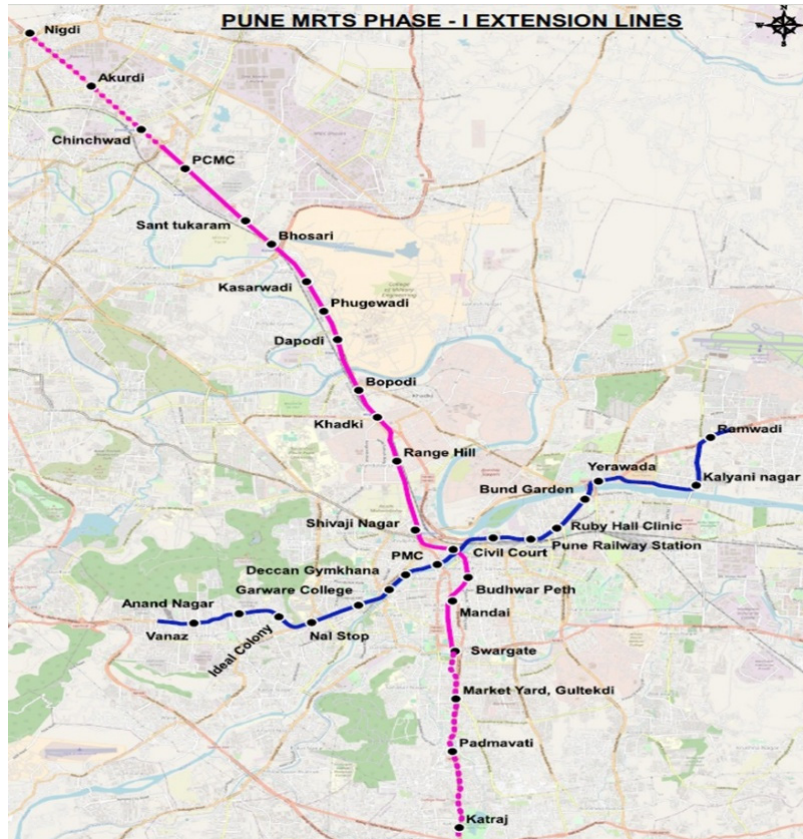 PUNE MRTS PHASE - I EXTENSION LINES
N
W
E
S
Nigdi
Akurdi
Chinchwad
PCMC
Sant tukaram
Bhosari
Kasarwadi
Phugewadi
Dapodi
Bopodi
Khadki
Range Hill
Ramwadi
Yerawada
Kalyani nagar
Bund Garden
Shivaji Nagar
Ruby Hall Clinic
PMC
Civil Court
Pune Railway Station
Deccan Gymkhana
Garware College
Budhwar Peth
Anand Nagar
Mandai
Vanaz
Ideal Colony
Nal Stop
Swargate
Market Yard, Gultekdi
Padmavati
Katraj